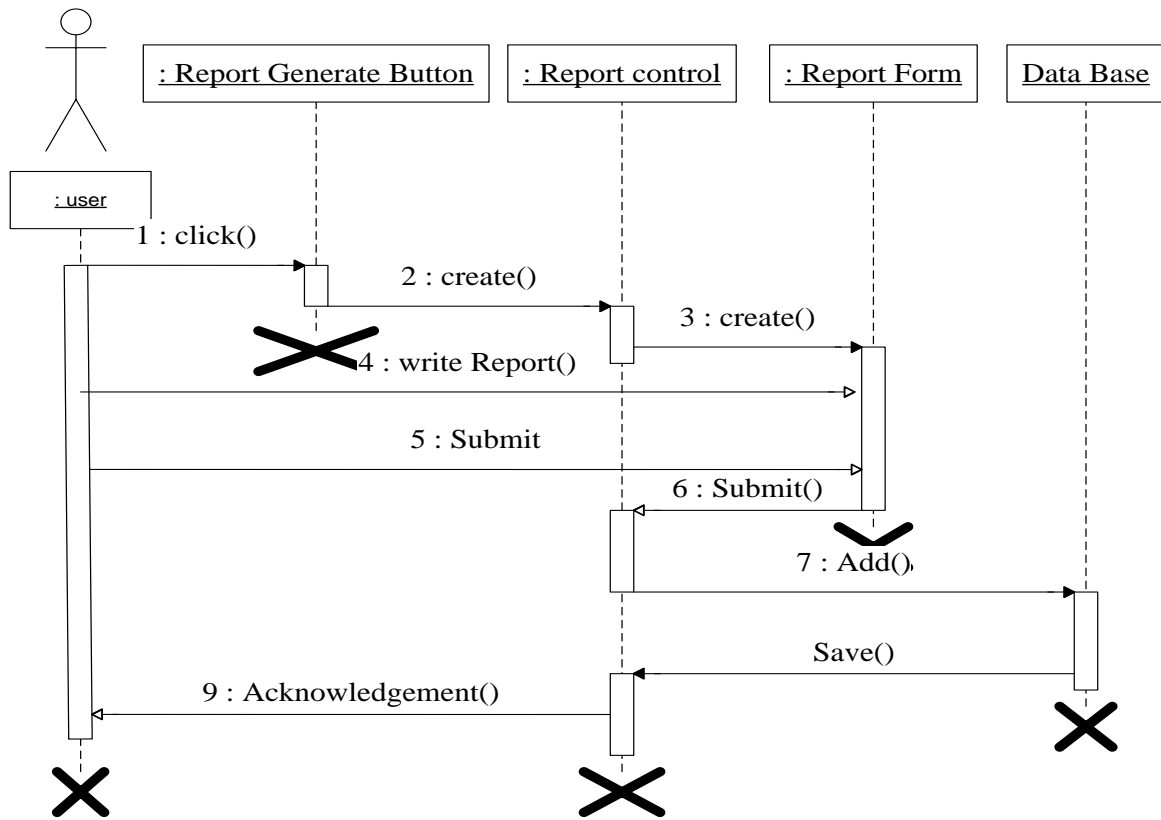 : Report Generate Button
: Report control
: Report Form
Data Base
: user
1 : click()
2 : create()
3 : create()
4 : write Report()
5 : Submit
6 : Submit()
7 : Add()
Save()
9 : Acknowledgement()